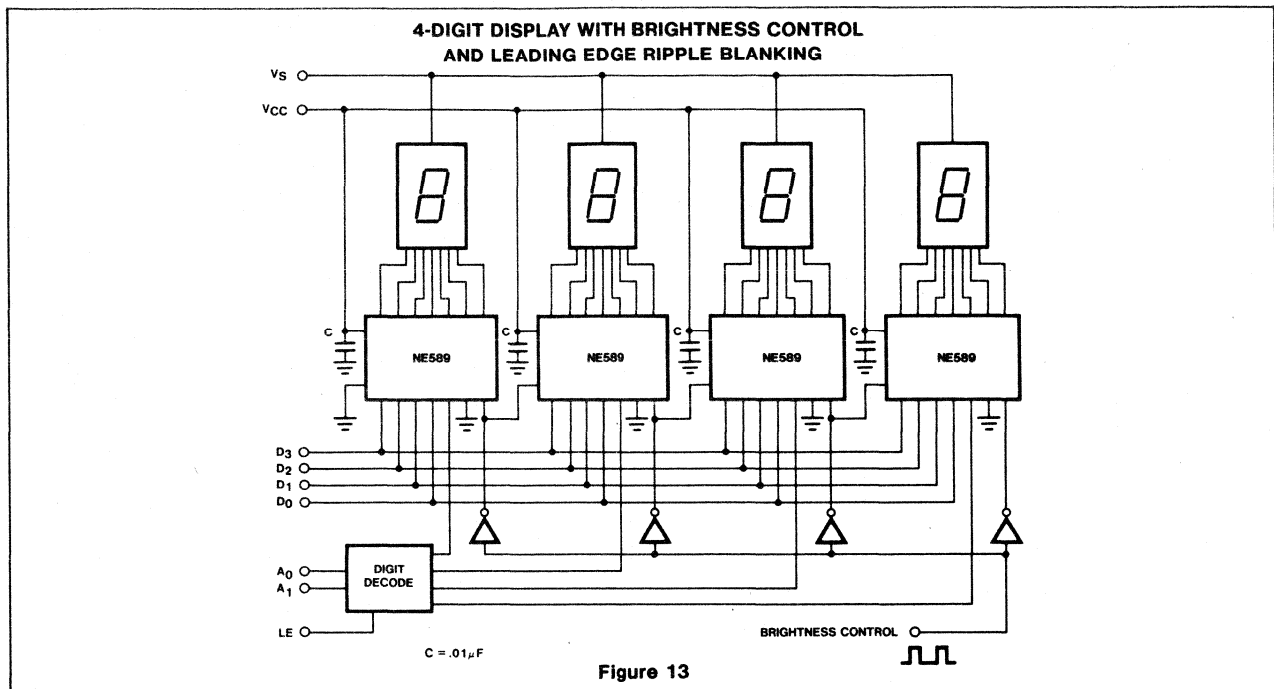 4-DIGIT DISPLAY WITH BRIGHTNESS CONTROL
AND LEADING EDGE RIPPLE BLANKING
VS
VCC
C
C
C
C
NE589
NE589
NE589
NE589
D3
D2
D1
D0
A0
A1
LE
DIGIT
DECODE
BRIGHTNESS CONTROL
C = .01µF
Figure 13